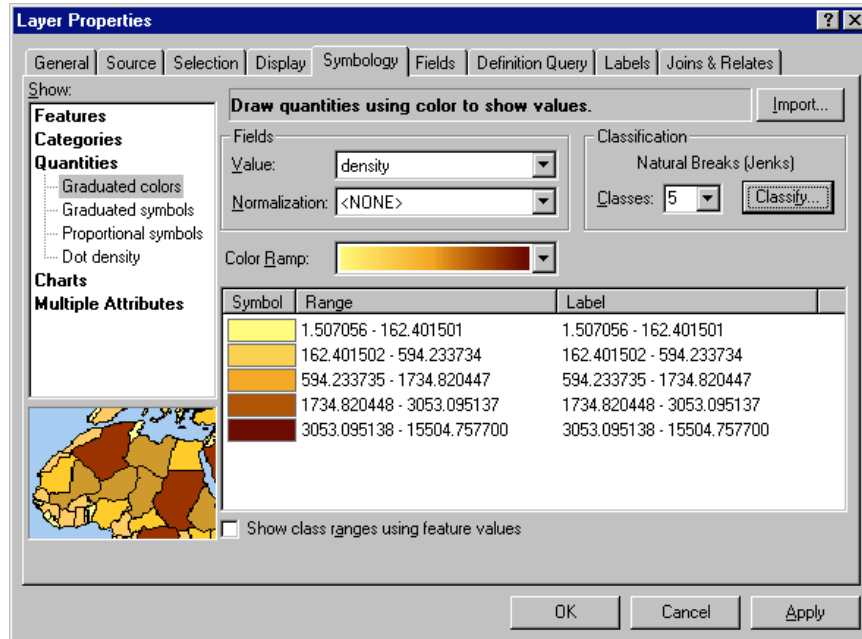 Layer Properties
? X
General Source Selection Display Symbology Fields Definition Query Labels Joins & Relates
Show:
Features
Categories
Quantities
Graduated colors
Graduated symbols
Proportional symbols
Dot density
Charts
Multiple Attributes
Draw quantities using color to show values.
Import...
Fields
Value: density
Normalization: <NONE>
Classification
Natural Breaks (Jenks)
Classes: 5 Classify...
Color Ramp:
Symbol Range Label
1.507056 - 162.401501 1.507056 - 162.401501
162.401502 - 594.233734 162.401502 - 594.233734
594.233735 - 1734.820447 594.233735 - 1734.820447
1734.820448 - 3053.095137 1734.820448 - 3053.095137
3053.095138 - 15504.757700 3053.095138 - 15504.757700
Show class ranges using feature values
OK Cancel Apply